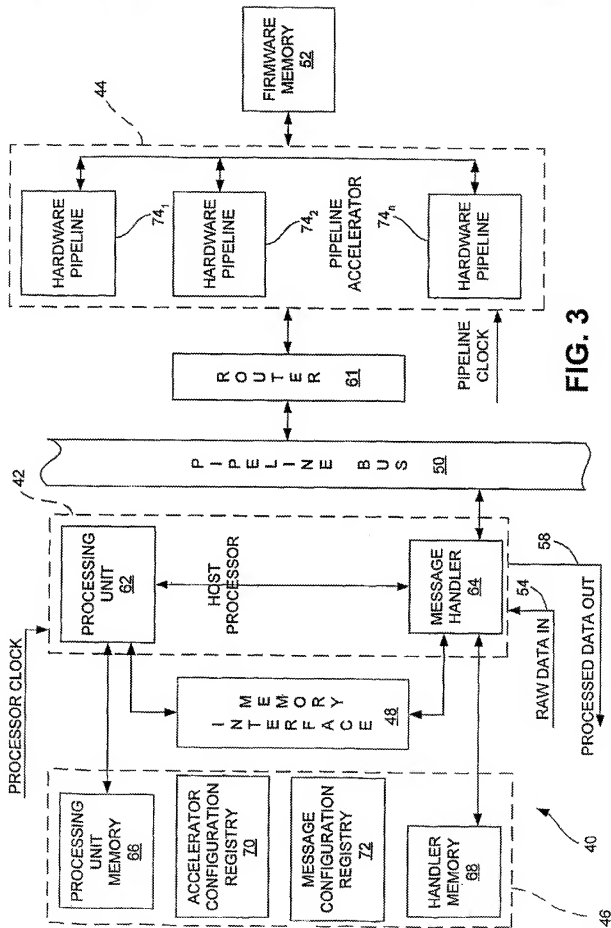 PROCESSOR CLOCK
42
PROCESSING
UNIT
62
HOST
PROCESSOR
MESSAGE
HANDLER
64
PROCESSING
UNIT
MEMORY
66
ACCELERATOR
CONFIGURATION
REGISTRY
70
MESSAGE
CONFIGURATION
REGISTRY
72
HANDLER
MEMORY
68
46
40
MEMORY
INTERFACE
48
RAW DATA IN
54
PROCESSED DATA OUT
58
PIPELINE BUS
50
ROUTER
61
44
HARDWARE
PIPELINE
74₁
HARDWARE
PIPELINE
74₂
PIPELINE
ACCELERATOR
HARDWARE
PIPELINE
74ₙ
FIRMWARE
MEMORY
52
PIPELINE
CLOCK
FIG. 3